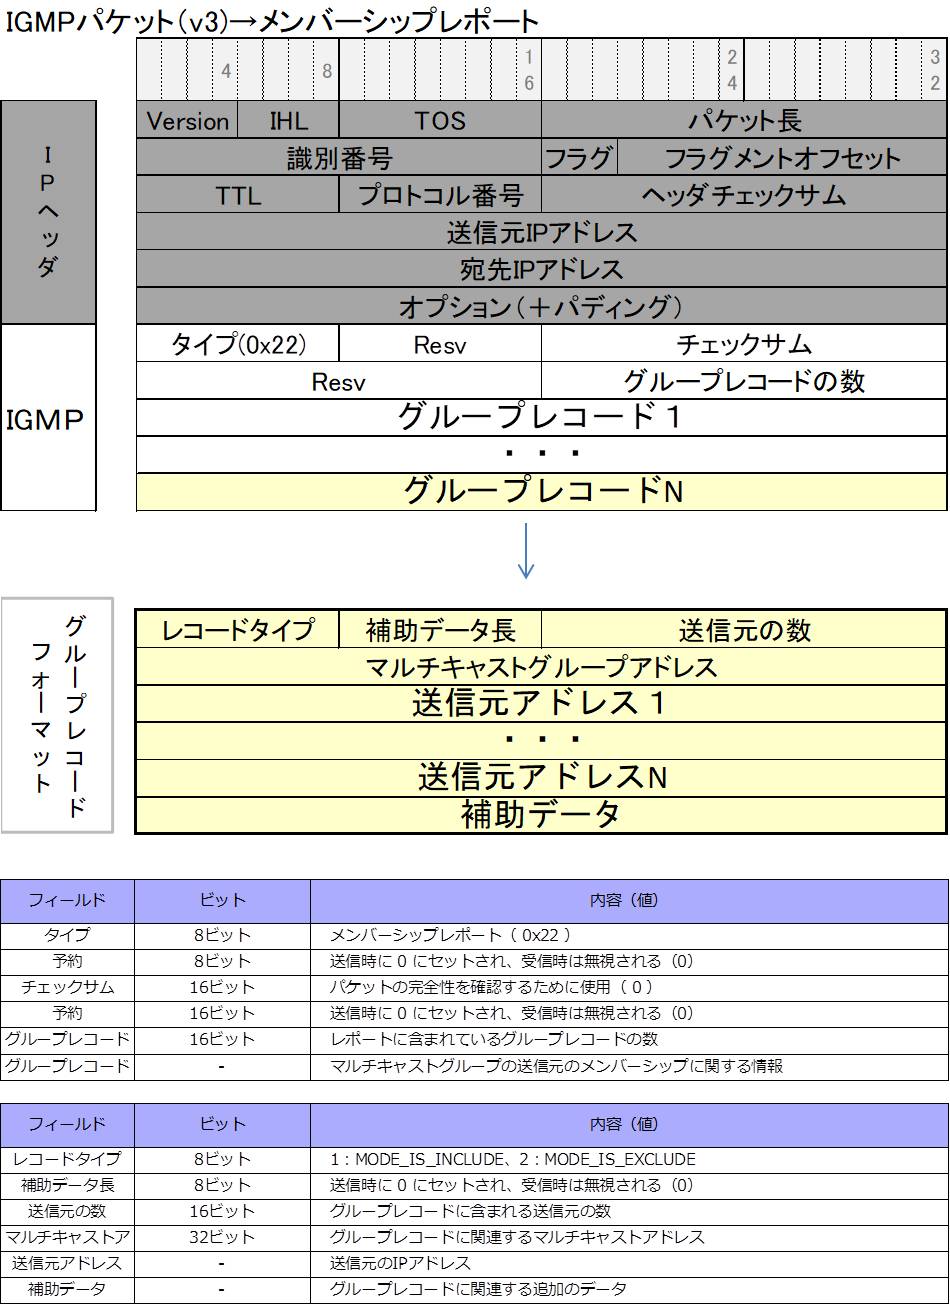 IGMPパケット(v3)→メンバーシップレポート
4 8 16 24 32
IPヘッダ
Version IHL TOS パケット長
識別番号 フラグ フラグメントオフセット
TTL プロトコル番号 ヘッダチェックサム
送信元IPアドレス
宛先IPアドレス
オプション(+パディング)
IGMP
タイプ(0x22) Resv チェックサム
Resv グループレコードの数
グループレコード1
・・・
グループレコードN
グループレコード
フォーマット
レコードタイプ 補助データ長 送信元の数
マルチキャストグループアドレス
送信元アドレス1
・・・
送信元アドレスN
補助データ
フィールド ビット 内容(値)
タイプ 8ビット メンバーシップレポート( 0x22 )
予約 8ビット 送信時に 0 にセットされ、受信時は無視される(0)
チェックサム 16ビット パケットの完全性を確認するために使用( 0 )
予約 16ビット 送信時に 0 にセットされ、受信時は無視される(0)
グループレコード 16ビット レポートに含まれているグループレコードの数
グループレコード - マルチキャストグループの送信元のメンバーシップに関する情報
フィールド ビット 内容(値)
レコードタイプ 8ビット 1:MODE_IS_INCLUDE、2:MODE_IS_EXCLUDE
補助データ長 8ビット 送信時に 0 にセットされ、受信時は無視される(0)
送信元の数 16ビット グループレコードに含まれる送信元の数
マルチキャストア 32ビット グループレコードに関連するマルチキャストアドレス
送信元アドレス - 送信元のIPアドレス
補助データ - グループレコードに関連する追加のデータ